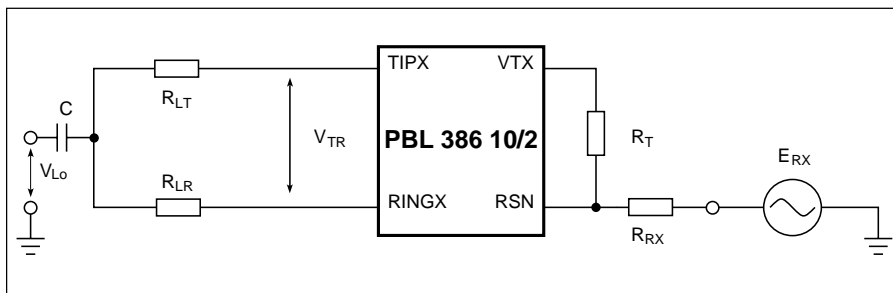 TIPX VTX
R_LT
C
V_TR PBL 386 10/2 R_T
E_RX
V_Lo
R_LR
RINGX RSN
R_RX